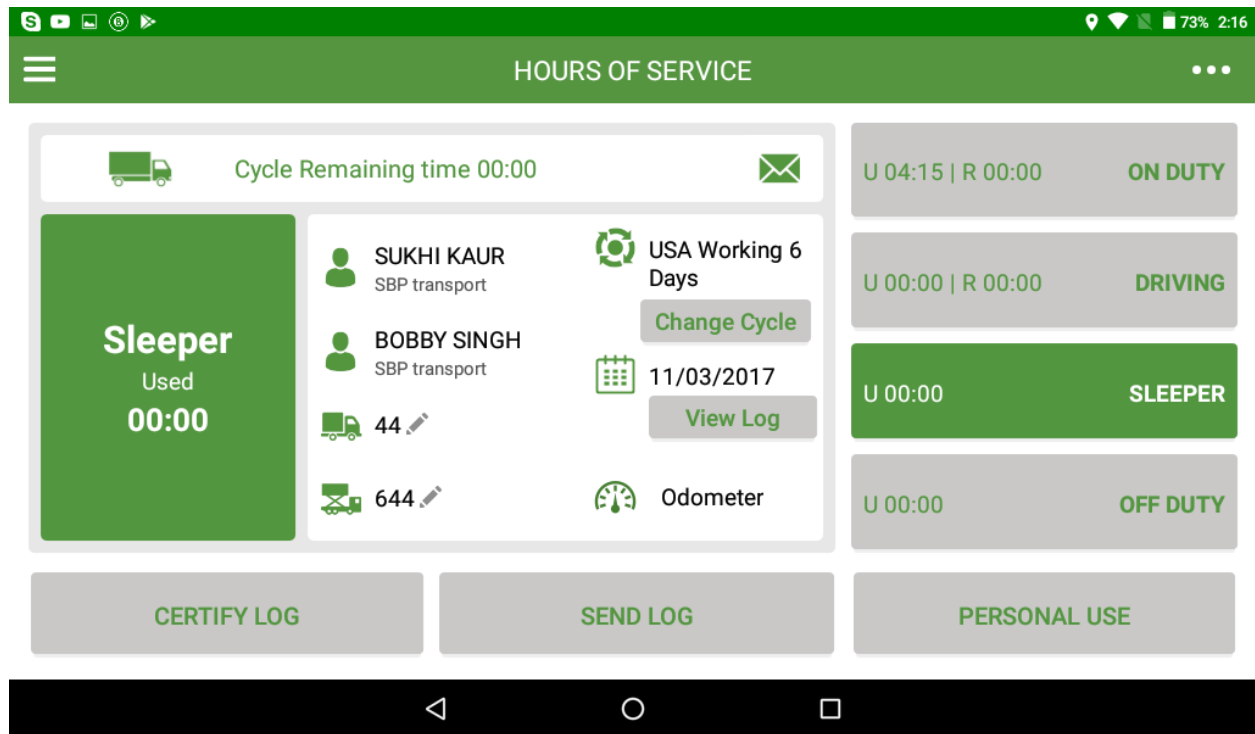 73% 2:16
HOURS OF SERVICE
Cycle Remaining time 00:00
Sleeper
Used
00:00
SUKHI KAUR
SBP transport
BOBBY SINGH
SBP transport
44
644
USA Working 6
Days
Change Cycle
11/03/2017
View Log
Odometer
U 04:15 | R 00:00 ON DUTY
U 00:00 | R 00:00 DRIVING
U 00:00 SLEEPER
U 00:00 OFF DUTY
CERTIFY LOG
SEND LOG
PERSONAL USE